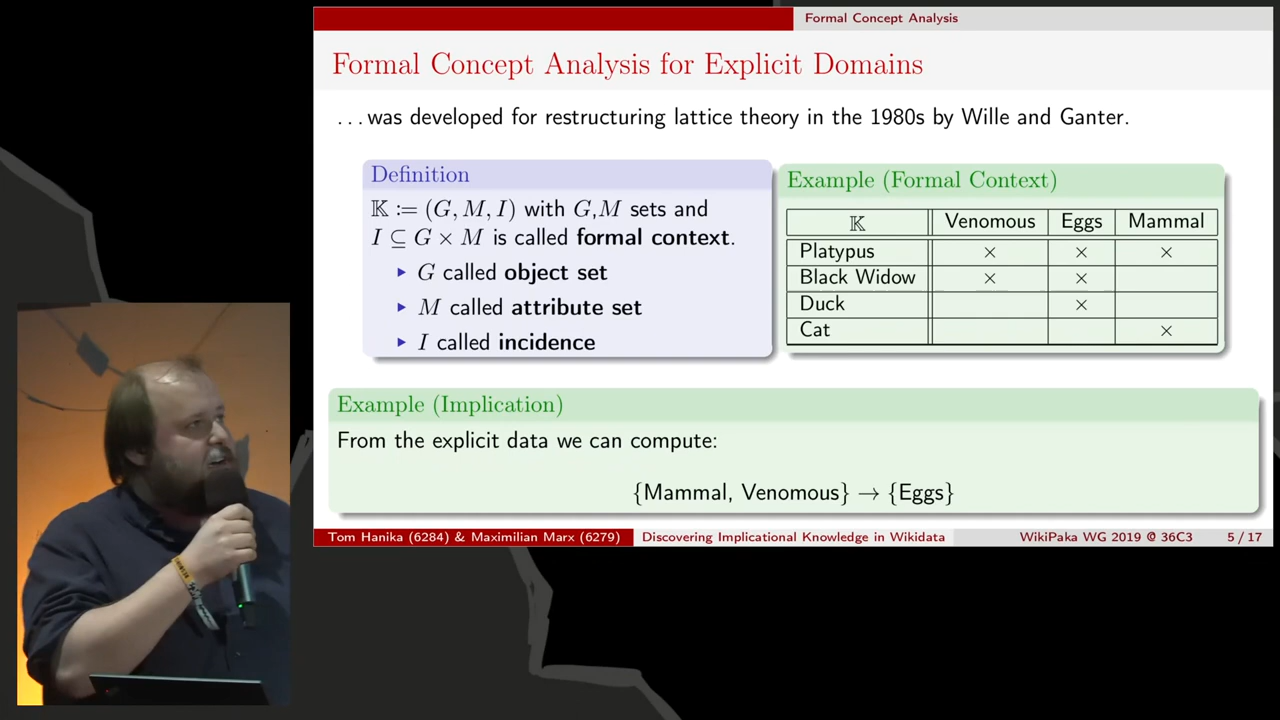 Formal Concept Analysis
Formal Concept Analysis for Explicit Domains
. . . was developed for restructuring lattice theory in the 1980s by Wille and Ganter.
Definition
𝕂 := (G, M, I) with G,M sets and
I ⊆ G × M is called formal context.
▸ G called object set
▸ M called attribute set
▸ I called incidence
Example (Formal Context)
𝕂 Venomous Eggs Mammal
Platypus × × ×
Black Widow × ×
Duck ×
Cat ×
Example (Implication)
From the explicit data we can compute:
{Mammal, Venomous} → {Eggs}
Tom Hanika (6284) & Maximilian Marx (6279) Discovering Implicational Knowledge in Wikidata WikiPaka WG 2019 @ 36C3 5 / 17